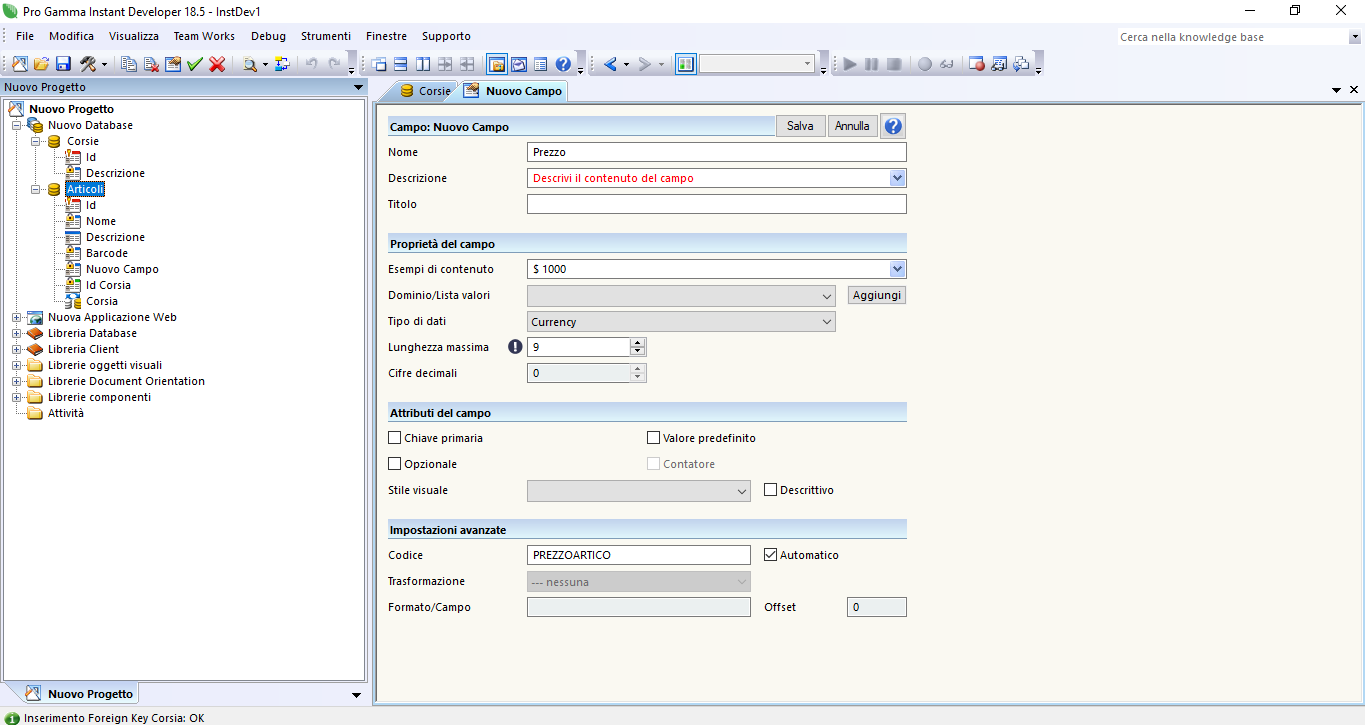 Pro Gamma Instant Developer 18.5 - InstDev1
File Modifica Visualizza Team Works Debug Strumenti Finestre Supporto
Cerca nella knowledge base
Nuovo Progetto
Nuovo Progetto
Nuovo Database
Corsie
Id
Descrizione
Articoli
Id
Nome
Descrizione
Barcode
Nuovo Campo
Id Corsia
Corsia
Nuova Applicazione Web
Libreria Database
Libreria Client
Librerie oggetti visuali
Librerie Document Orientation
Librerie componenti
Attività
Nuovo Progetto
Corsie Nuovo Campo
Campo: Nuovo Campo Salva Annulla ?
Nome Prezzo
Descrizione Descrivi il contenuto del campo
Titolo
Proprietà del campo
Esempi di contenuto $ 1000
Dominio/Lista valori Aggiungi
Tipo di dati Currency
Lunghezza massima ! 9
Cifre decimali 0
Attributi del campo
Chiave primaria Valore predefinito
Opzionale Contatore
Stile visuale Descrittivo
Impostazioni avanzate
Codice PREZZOARTICO Automatico
Trasformazione --- nessuna
Formato/Campo Offset 0
Inserimento Foreign Key Corsia: OK